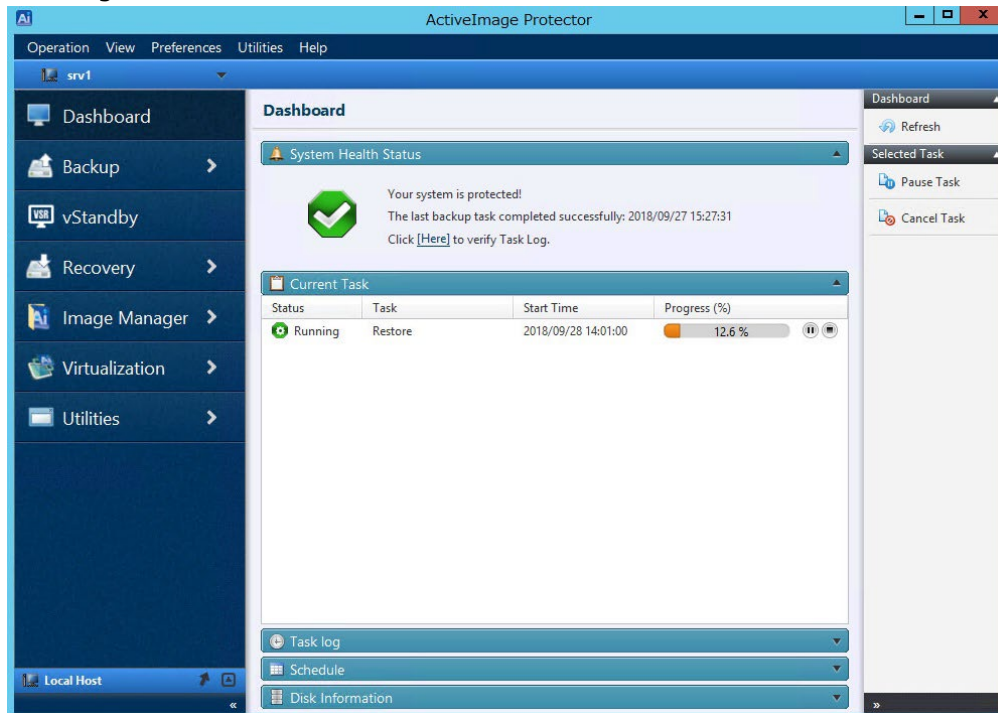 Ai
ActiveImage Protector
Operation View Preferences Utilities Help
srv1
Dashboard
Backup
VSB vStandby
Recovery
Ai Image Manager
Virtualization
Utilities
Local Host
Dashboard
System Health Status
Your system is protected!
The last backup task completed successfully: 2018/09/27 15:27:31
Click [Here] to verify Task Log.
Current Task
Status Task Start Time Progress (%)
Running Restore 2018/09/28 14:01:00 12.6 %
Task log
Schedule
Disk Information
Dashboard
Refresh
Selected Task
Pause Task
Cancel Task